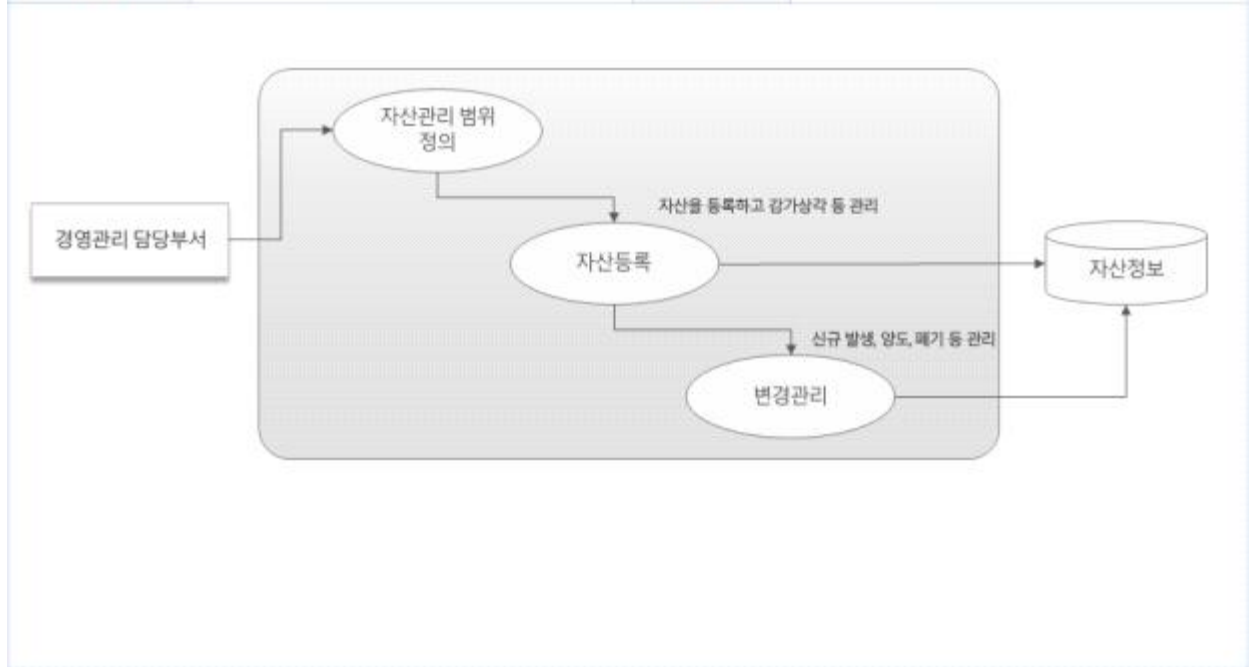 자산관리 범위
정의
자산을 등록하고 감가상각 등 관리
경영관리 담당부서
자산등록
자산정보
신규 발생, 양도, 폐기 등 관리
변경관리